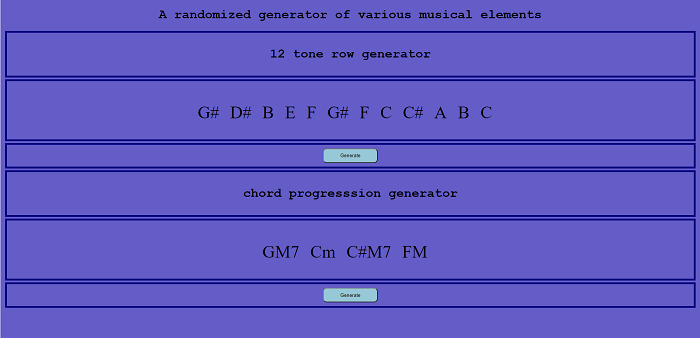 A randomized generator of various musical elements
12 tone row generator
G# D# B E F G# F C C# A B C
Generate
chord progresssion generator
GM7 Cm C#M7 FM
Generate